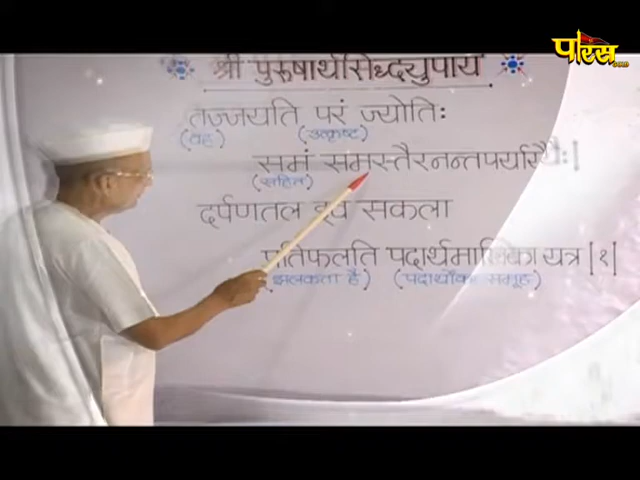 पारस
श्री पुरुषार्थसिद्ध्युपाय
तज्जयति परं ज्योतिः
(वह) (उत्कृष्ट)
समं समस्तैरनन्तपर्यायैः|
(सहित)
दर्पणतल इव सकला
प्रतिफलति पदार्थमालिका यत्र |१|
(झलकता है) (पदार्थोंका समूह)